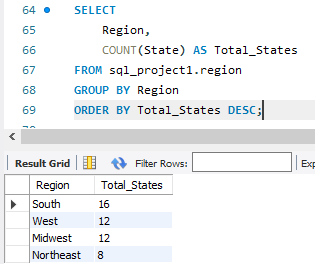 64 SELECT
65 Region,
66 COUNT(State) AS Total_States
67 FROM sql_project1.region
68 GROUP BY Region
69 ORDER BY Total_States DESC;
Result Grid Filter Rows:
Region Total_States
South 16
West 12
Midwest 12
Northeast 8